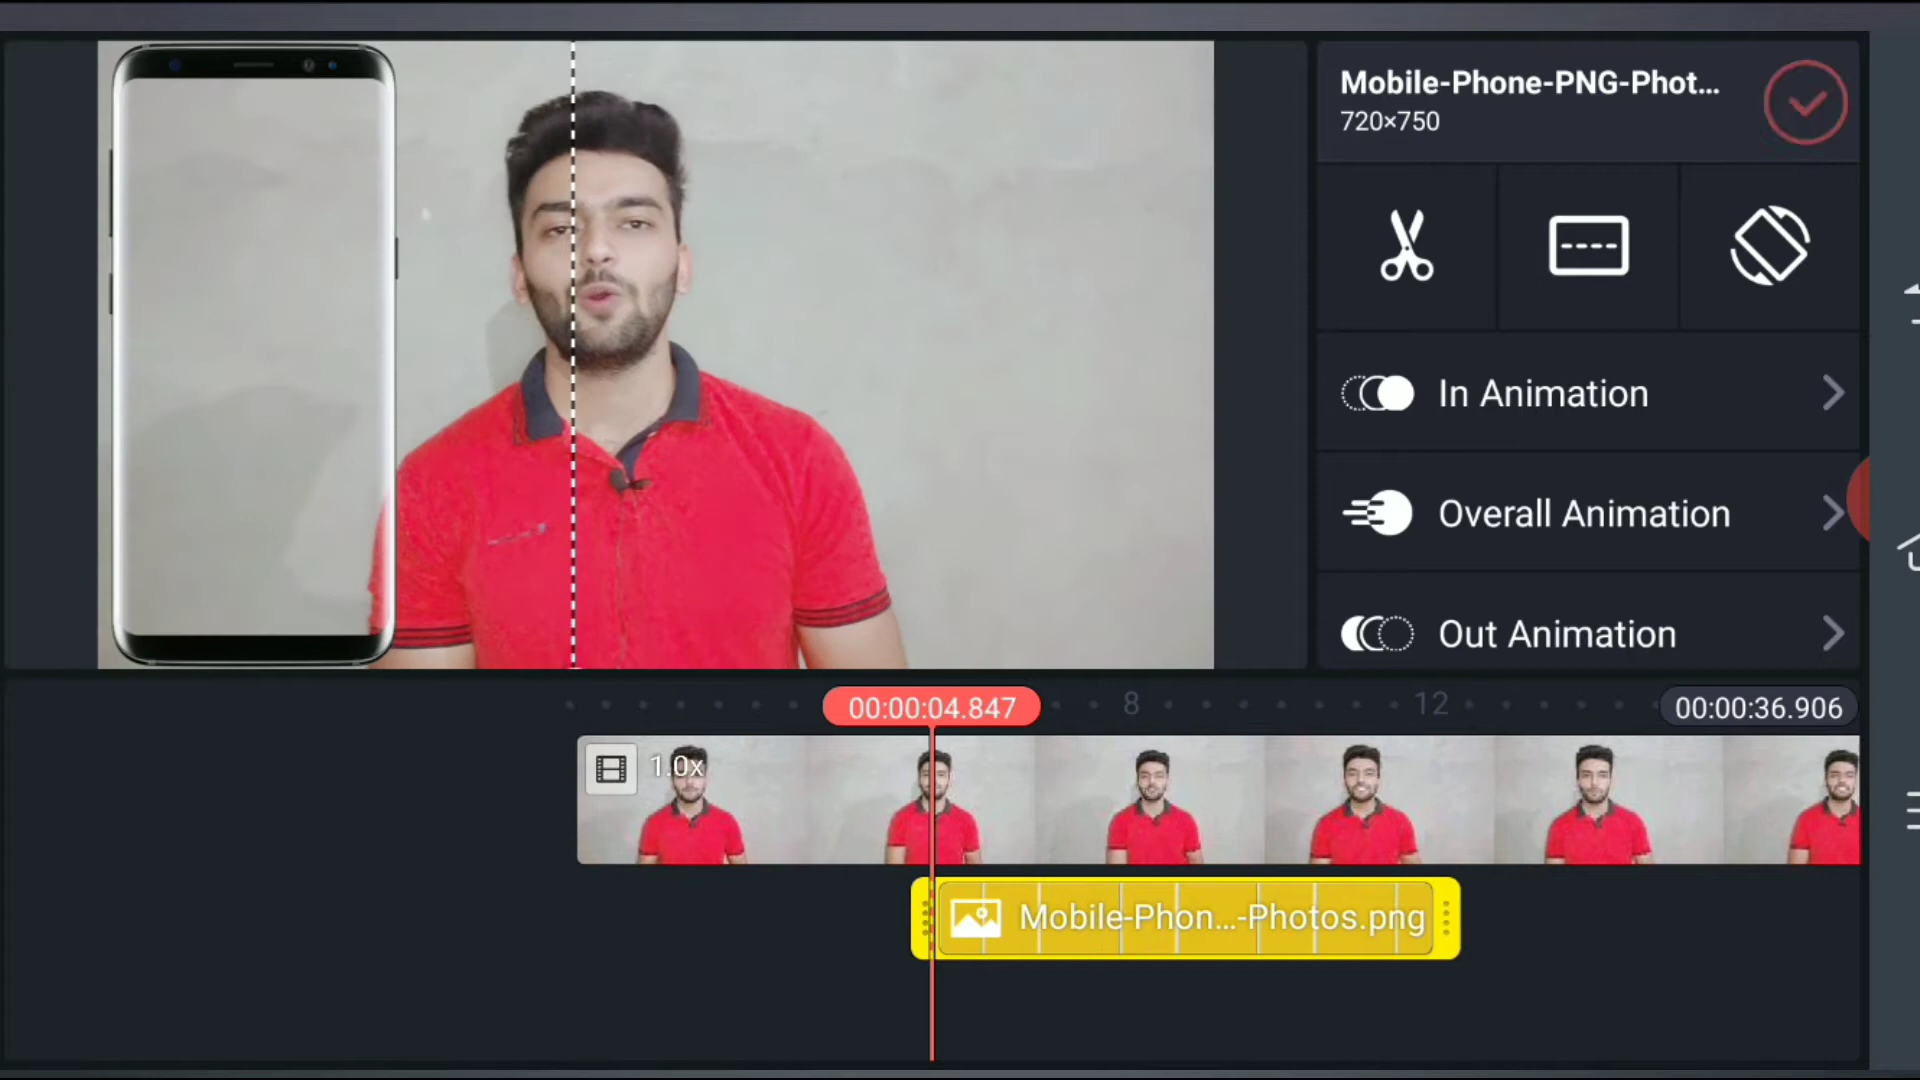 Mobile-Phone-PNG-Phot...
720×750
In Animation
Overall Animation
Out Animation
00:00:04.847
8
12
00:00:36.906
1.0x
Mobile-Phon...-Photos.png